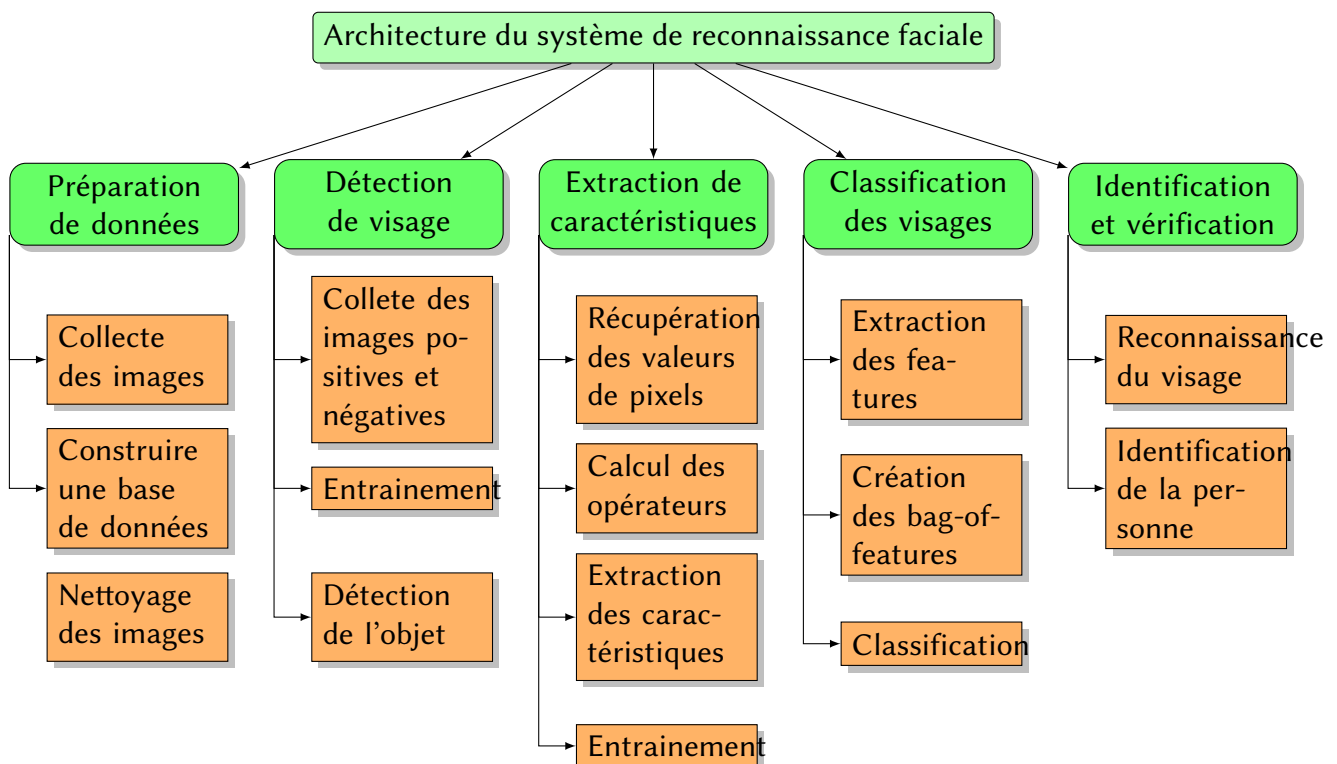 Architecture du système de reconnaissance faciale
Préparation
de données
Détection
de visage
Extraction de
caractéristiques
Classification
des visages
Identification
et vérification
Collecte
des images
Construire
une base
de données
Nettoyage
des images
Collete des
images po-
sitives et
négatives
Entrainement
Détection
de l'objet
Récupération
des valeurs
de pixels
Calcul des
opérateurs
Extraction
des carac-
téristiques
Entrainement
Extraction
des fea-
tures
Création
des bag-of-
features
Classification
Reconnaissance
du visage
Identification
de la per-
sonne